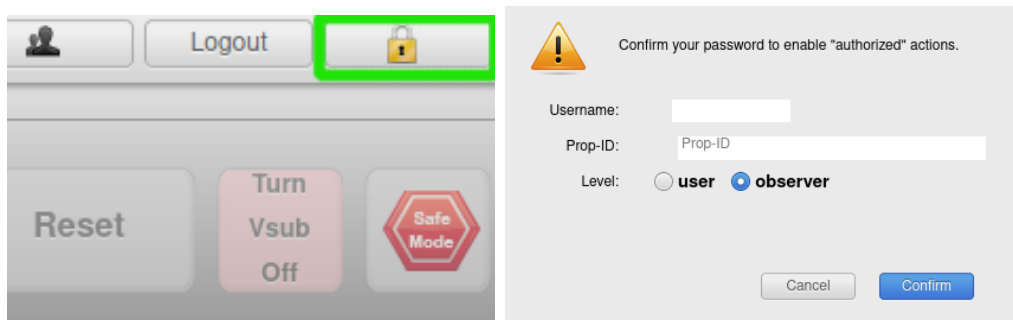 Logout
Reset
Turn
Vsub
Off
Safe
Mode
Confirm your password to enable "authorized" actions.
Username:
Prop-ID: Prop-ID
Level: user observer
Cancel Confirm